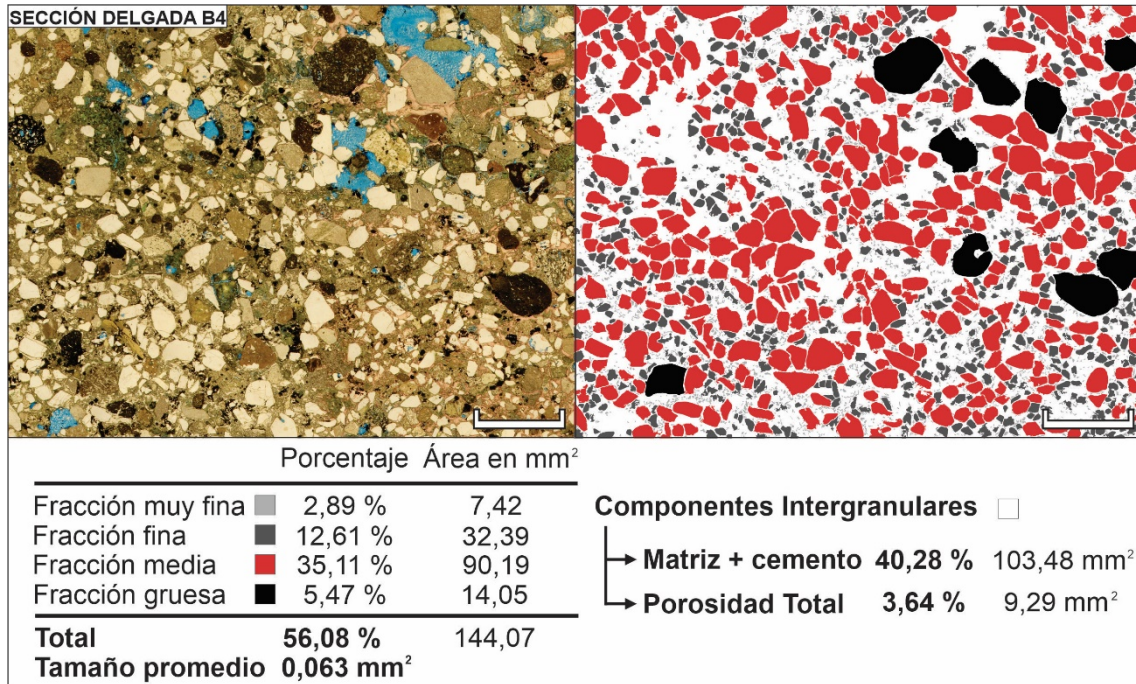 SECCIÓN DELGADA B4
Porcentaje Área en mm²
Fracción muy fina 2,89 % 7,42
Fracción fina 12,61 % 32,39
Fracción media 35,11 % 90,19
Fracción gruesa 5,47 % 14,05
Total 56,08 % 144,07
Tamaño promedio 0,063 mm²
Componentes Intergranulares
Matriz + cemento 40,28 % 103,48 mm²
Porosidad Total 3,64 % 9,29 mm²